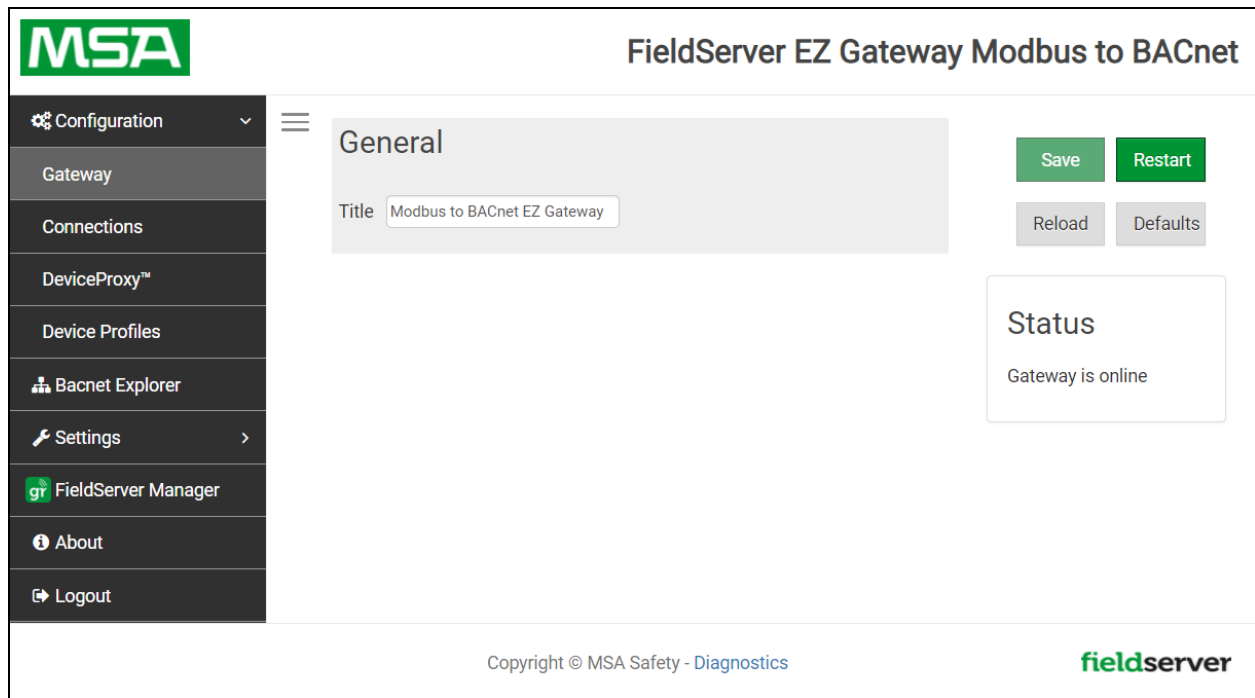 MSA
FieldServer EZ Gateway Modbus to BACnet
Configuration
Gateway
Connections
DeviceProxy™
Device Profiles
Bacnet Explorer
Settings
gr FieldServer Manager
About
Logout
General
Title Modbus to BACnet EZ Gateway
Save Restart
Reload Defaults
Status
Gateway is online
Copyright © MSA Safety - Diagnostics
fieldserver